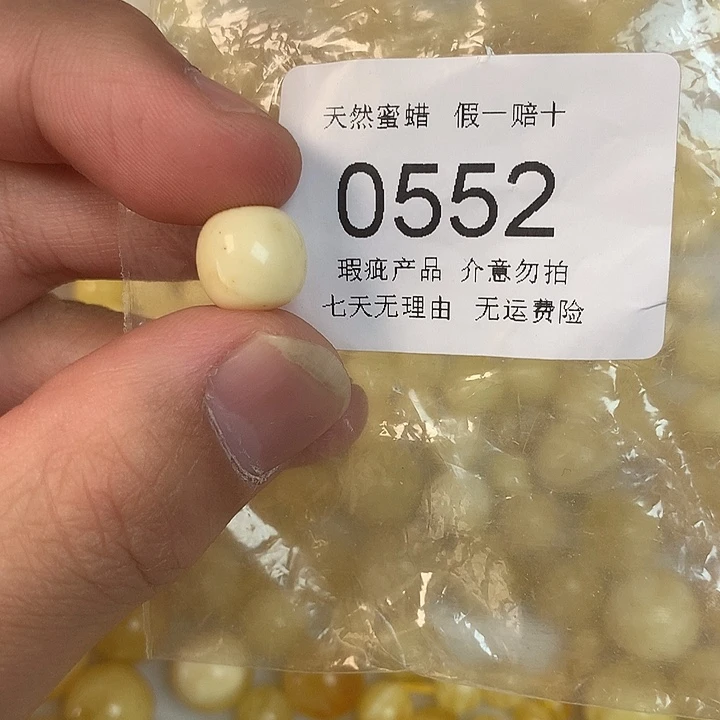 天然蜜蜡 假一赔十
0552
瑕疵产品 介意勿拍
七天无理由 无运费险